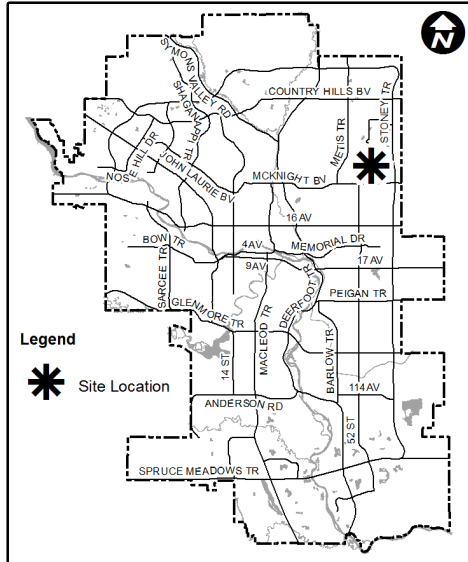 N
SYMONS VALLEY RD
COUNTRY HILLS BV
SHAGANAPPI TR
METIS TR
STONEY TR
NOSE HILL DR
JOHN LAURIE BV
MCKNIGHT BV
16 AV
BOW TR
4AV
MEMORIAL DR
9AV
17 AV
SARCEE TR
DEERFOOT TR
PEIGAN TR
GLENMORE TR
Legend
Site Location
14 ST
MACLEOD TR
BARLOW TR
114 AV
ANDERSON RD
52 ST
SPRUCE MEADOWS TR